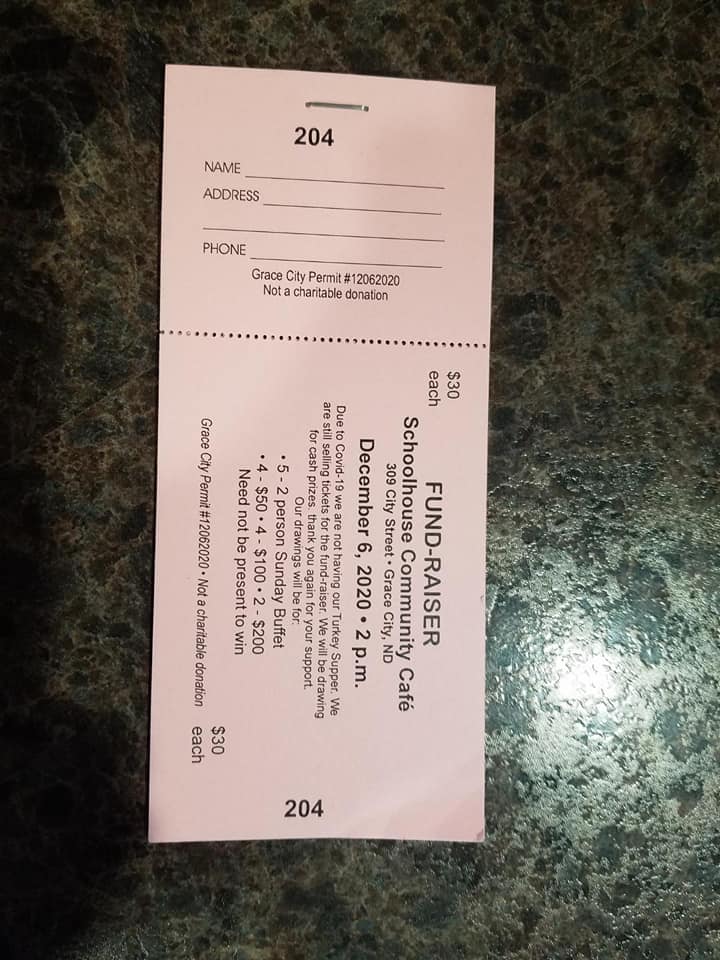 204
NAME
ADDRESS
PHONE
Grace City Permit #12062020
Not a charitable donation
$30
each
FUND-RAISER
Schoolhouse Community Café
309 City Street • Grace City, ND
December 6, 2020 • 2 p.m.
Due to Covid-19 we are not having our Turkey Supper. We
are still selling tickets for the fund-raiser. We will be drawing
for cash prizes, thank you again for your support.
Our drawings will be for:
• 5 - 2 person Sunday Buffet
• 4 - $50 • 4 - $100 • 2 - $200
Need not be present to win
Grace City Permit #12062020 • Not a charitable donation
$30
each
204